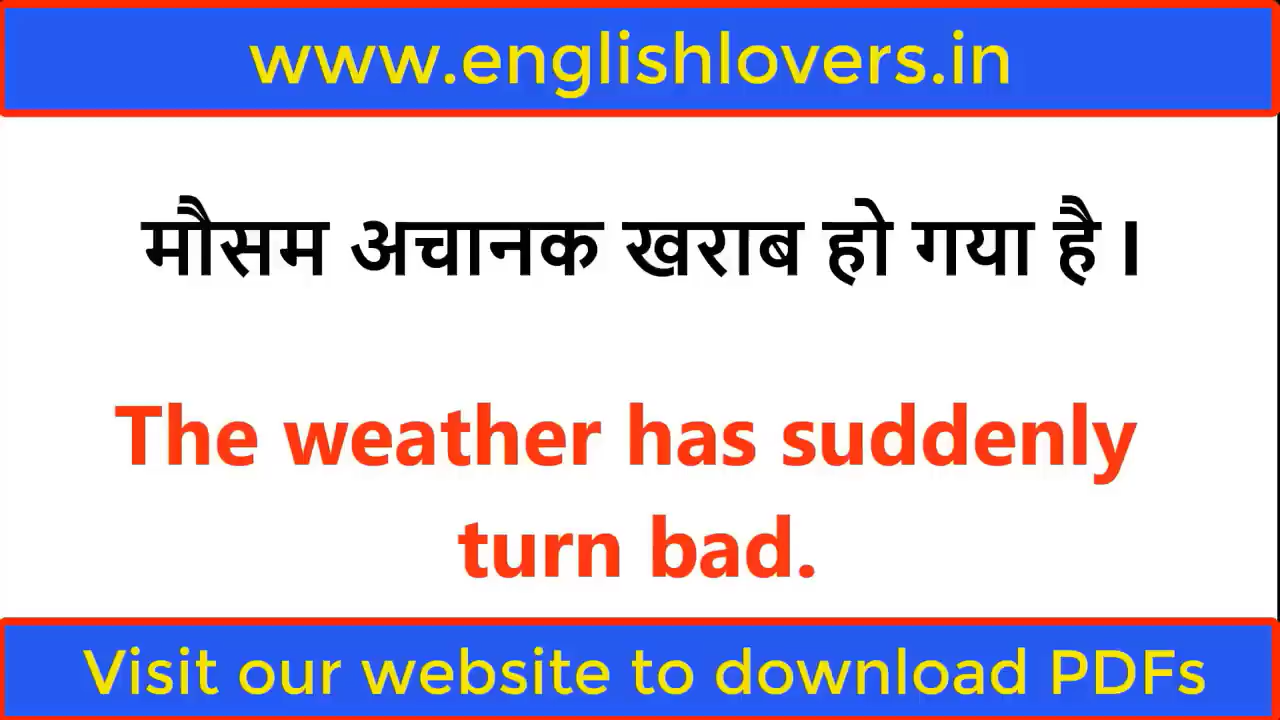 www.englishlovers.in
मौसम अचानक खराब हो गया है।
The weather has suddenly
turn bad.
Visit our website to download PDFs